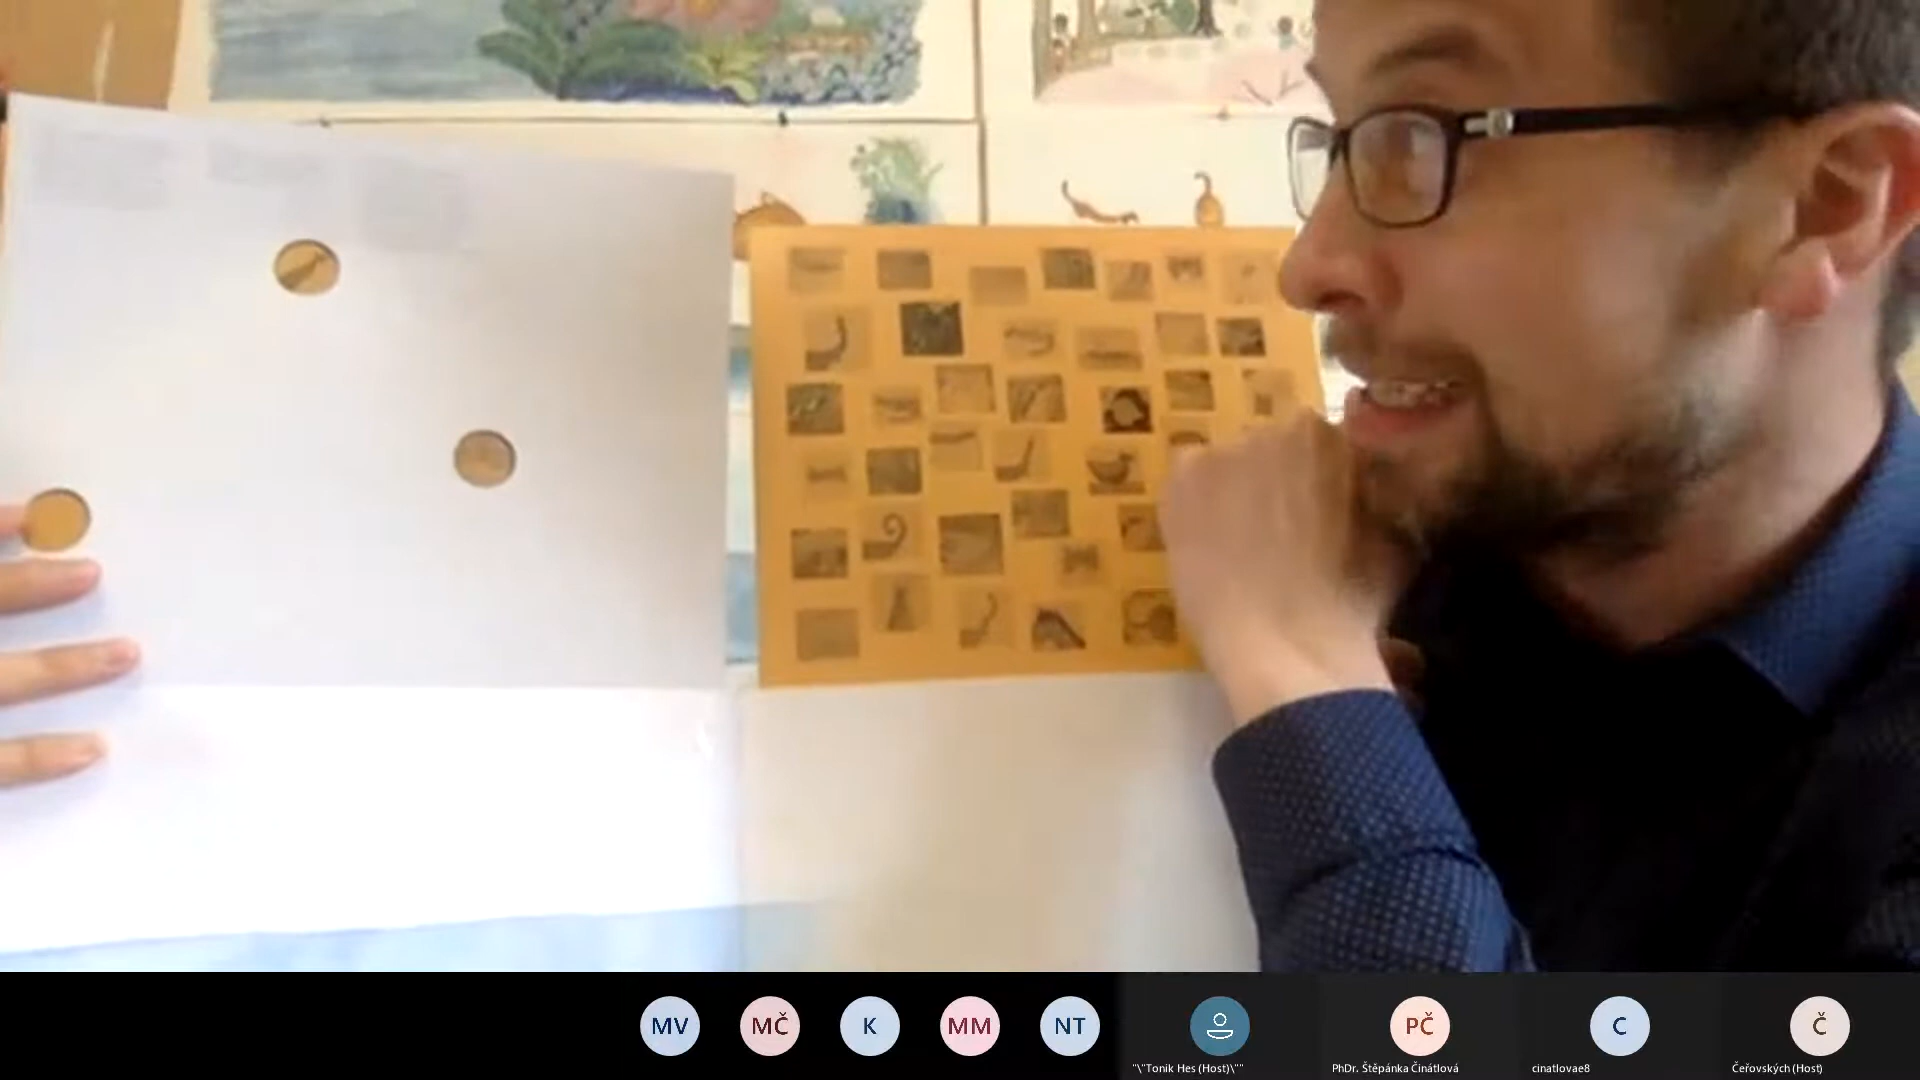 MV
MČ
K
MM
NT
PČ
C
Č
"\"Tonik Hes (Host)\""
PhDr. Štěpánka Činátlová
cinatlovae8
Čeřovských (Host)